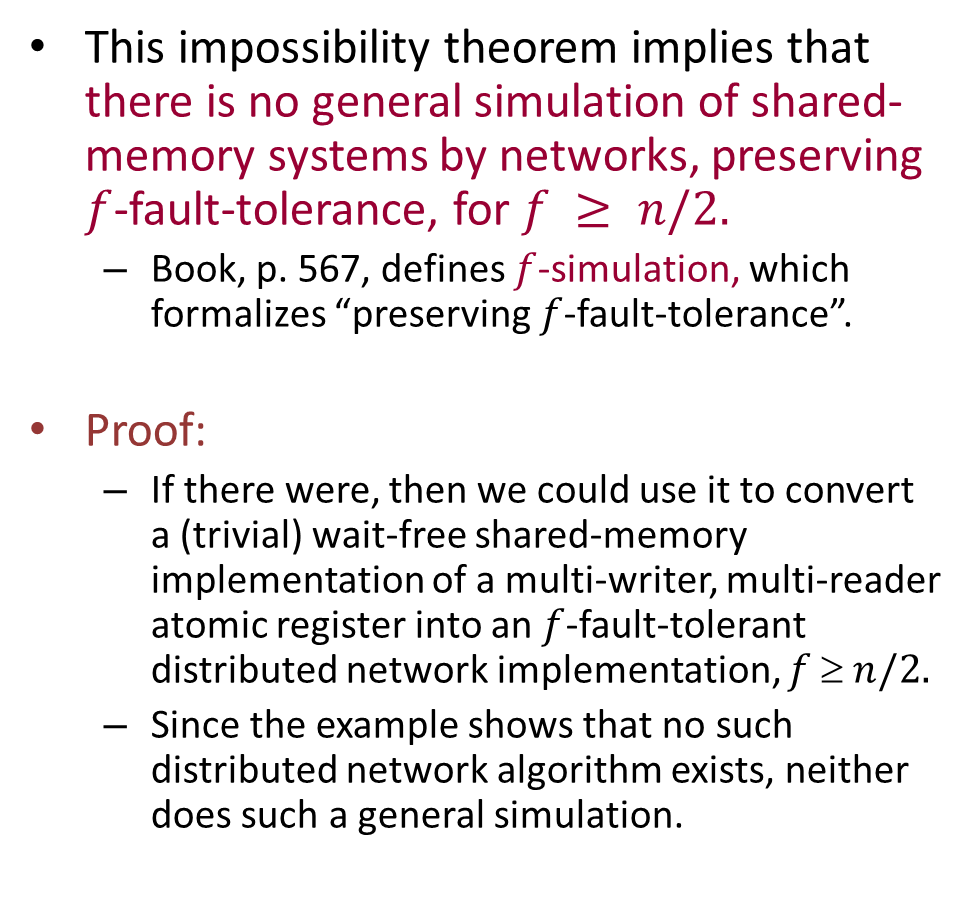 • This impossibility theorem implies that
there is no general simulation of shared-
memory systems by networks, preserving
f-fault-tolerance, for f ≥ n/2.
– Book, p. 567, defines f-simulation, which
formalizes “preserving f-fault-tolerance”.
• Proof:
– If there were, then we could use it to convert
a (trivial) wait-free shared-memory
implementation of a multi-writer, multi-reader
atomic register into an f-fault-tolerant
distributed network implementation, f ≥ n/2.
– Since the example shows that no such
distributed network algorithm exists, neither
does such a general simulation.